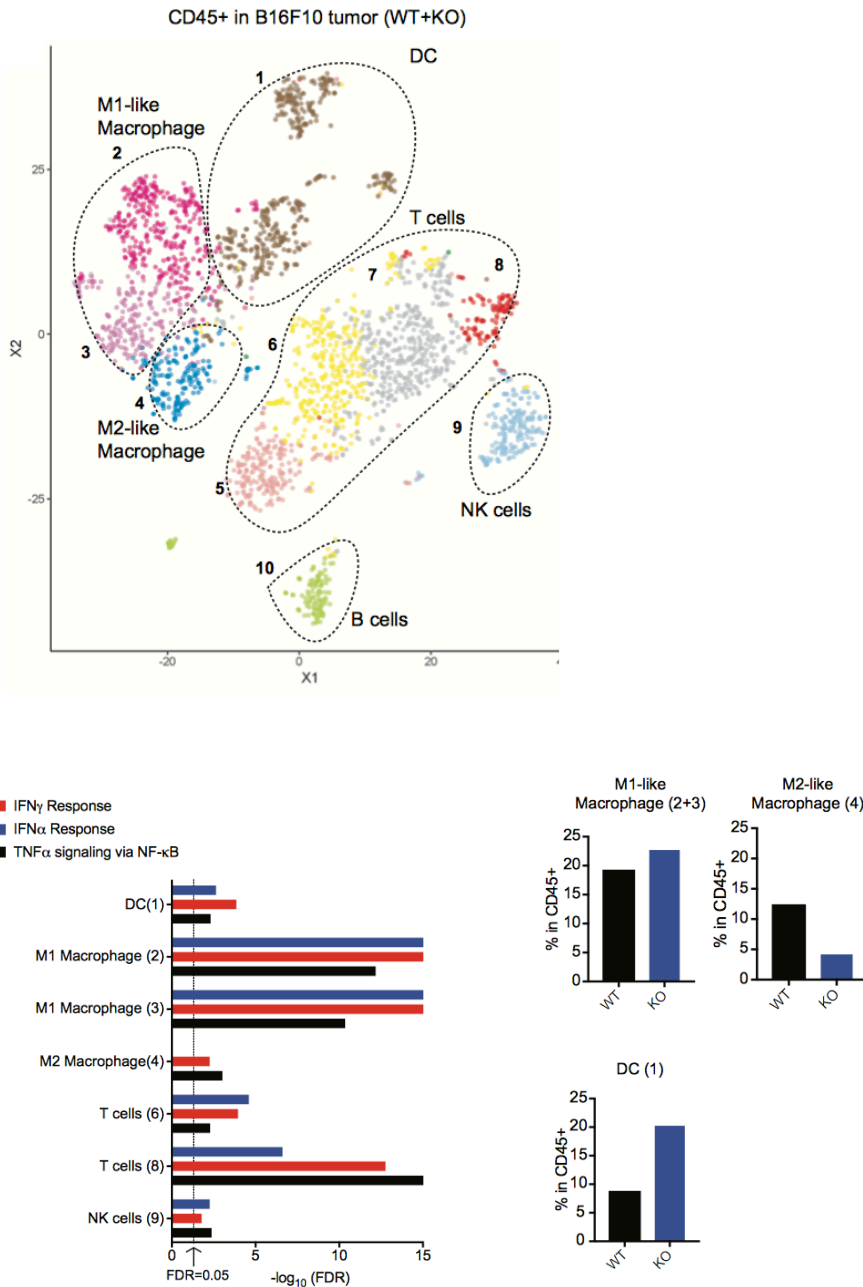 CD45+ in B16F10 tumor (WT+KO)
DC
1
M1-like
Macrophage
2
25
T cells
7
8
X2
0
3
6
4
M2-like
Macrophage
9
5
-25
NK cells
10
B cells
-20
0
20
4
X1
IFNγ Response
IFNα Response
TNFα signaling via NF-κB
DC(1)
M1 Macrophage (2)
M1 Macrophage (3)
M2 Macrophage(4)
T cells (6)
T cells (8)
NK cells (9)
0
5
10
15
FDR=0.05
-log10 (FDR)
M1-like
Macrophage (2+3)
% in CD45+
25
20
15
10
5
0
WT
KO
M2-like
Macrophage (4)
% in CD45+
25
20
15
10
5
0
WT
KO
DC (1)
% in CD45+
25
20
15
10
5
0
WT
KO